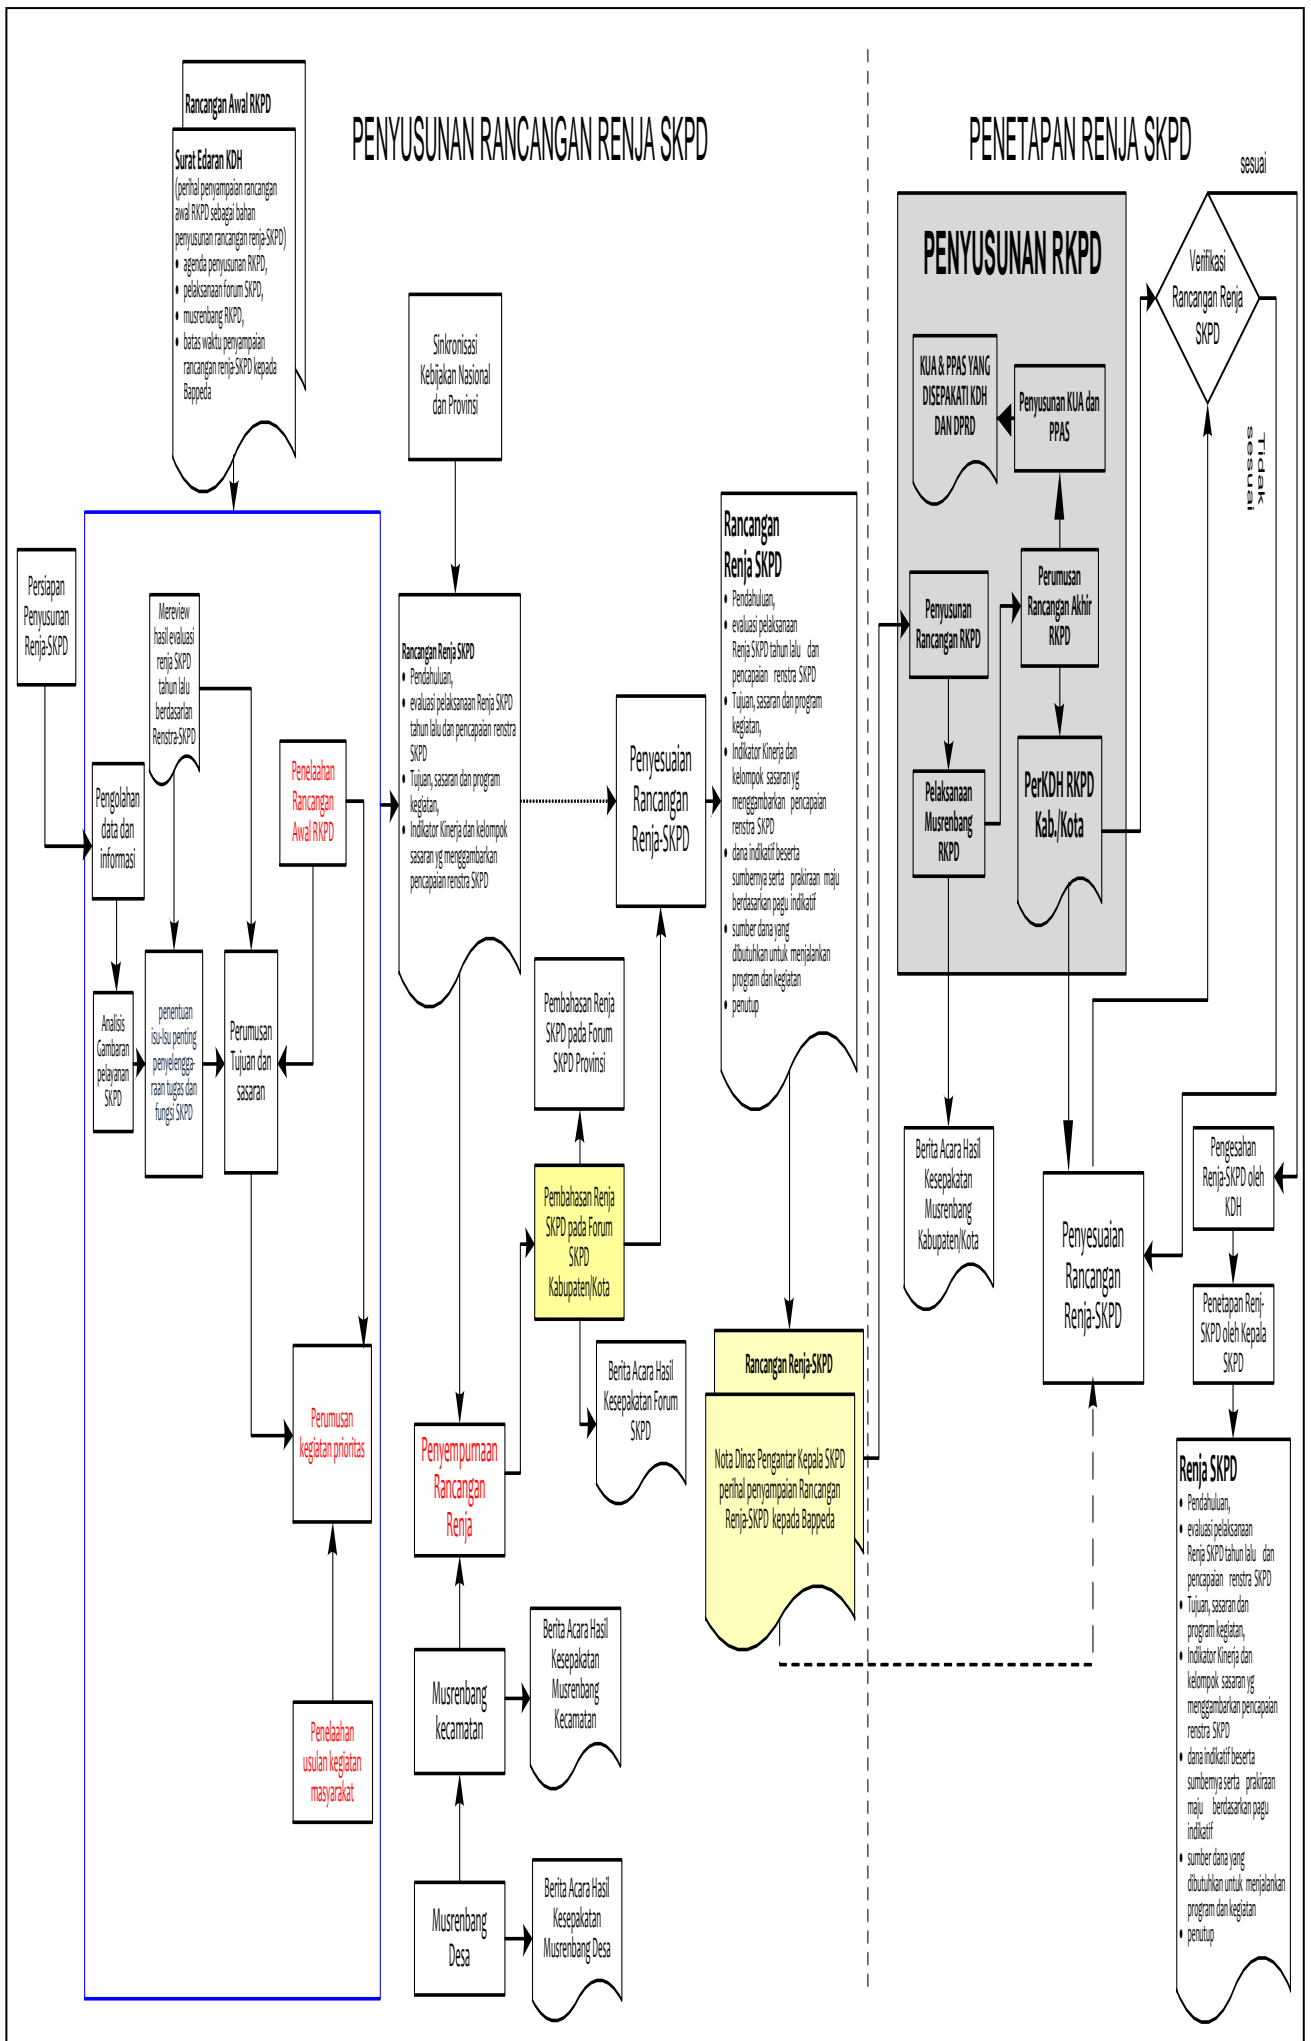 PENYUSUNAN RANCANGAN RENJA SKPD
PENETAPAN RENJA SKPD
Rancangan Awal RKPD
Surat Edaran KDH
(perihal penyampaian rancangan
awal RKPD sebagai bahan
penyusunan rancangan renja-SKPD)
• agenda penyusunan RKPD,
• pelaksanaan forum SKPD,
• musrenbang RKPD,
• batas waktu penyampaian
rancangan renja-SKPD kepada
Bappeda
Persiapan
Penyusunan
Renja-SKPD
Mereview
hasil evaluasi
renja SKPD
tahun lalu
berdasarlan
Renstra-SKPD
Pengolahan
data dan
informasi
Penelaahan
Rancangan
Awal RKPD
Analisis
Gambaran
pelayanan
SKPD
penentuan
isu-isu penting
penyelengga-
raan tugas dan
fungsi SKPD
Perumusan
Tujuan dan
sasaran
Perumusan
kegiatan prioritas
Penelaahan
usulan kegiatan
masyarakat
Sinkronisasi
Kebijakan Nasional
dan Provinsi
Rancangan Renja SKPD
• Pendahuluan,
• evaluasi pelaksanaan Renja SKPD
tahun lalu dan pencapaian renstra
SKPD
• Tujuan, sasaran dan program
kegiatan,
• Indikator Kinerja dan kelompok
sasaran yg menggambarkan
pencapaian renstra SKPD
Penyesuaian
Rancangan
Renja-SKPD
Pembahasan Renja
SKPD pada Forum
SKPD Provinsi
Pembahasan Renja
SKPD pada Forum
SKPD
Kabupaten/Kota
Berita Acara Hasil
Kesepakatan Forum
SKPD
Penyempurnaan
Rancangan
Renja
Musrenbang
kecamatan
Berita Acara Hasil
Kesepakatan
Musrenbang
Kecamatan
Musrenbang
Desa
Berita Acara Hasil
Kesepakatan
Musrenbang Desa
Rancangan
Renja SKPD
• Pendahuluan,
• evaluasi pelaksanaan
Renja SKPD tahun lalu dan
pencapaian renstra SKPD
• Tujuan, sasaran dan program
kegiatan,
• Indikator Kinerja dan
kelompok sasaran yg
menggambarkan pencapaian
renstra SKPD
• dana indikatif beserta
sumbernya serta prakiraan maju
berdasarkan pagu indikatif
• sumber dana yang
dibutuhkan untuk menjalankan
program dan kegiatan
• penutup
Rancangan Renja-SKPD
Nota Dinas Pengantar Kepala SKPD
perihal penyampaian Rancangan
Renja-SKPD kepada Bappeda
PENYUSUNAN RKPD
KUA & PPAS YANG
DISEPAKATI KDH
DAN DPRD
Penyusunan KUA dan
PPAS
Penyusunan
Rancangan RKPD
Perumusan
Rancangan Akhir
RKPD
Pelaksanaan
Musrenbang
RKPD
PerKDH RKPD
Kab./Kota
Berita Acara Hasil
Kesepakatan
Musrenbang
Kabupaten/Kota
Penyesuaian
Rancangan
Renja-SKPD
Verifikasi
Rancangan Renja
SKPD
sesuai
Tidak
sesuai
Pengesahan
Renja-SKPD oleh
KDH
Penetapan Renj-
SKPD oleh Kepala
SKPD
Renja SKPD
• Pendahuluan,
• evaluasi pelaksanaan
Renja SKPD tahun lalu dan
pencapaian renstra SKPD
• Tujuan, sasaran dan
program kegiatan,
• Indikator Kinerja dan
kelompok sasaran yg
menggambarkan pencapaian
renstra SKPD
• dana indikatif beserta
sumbernya serta prakiraan
maju berdasarkan pagu
indikatif
• sumber dana yang
dibutuhkan untuk menjalankan
program dan kegiatan
• penutup